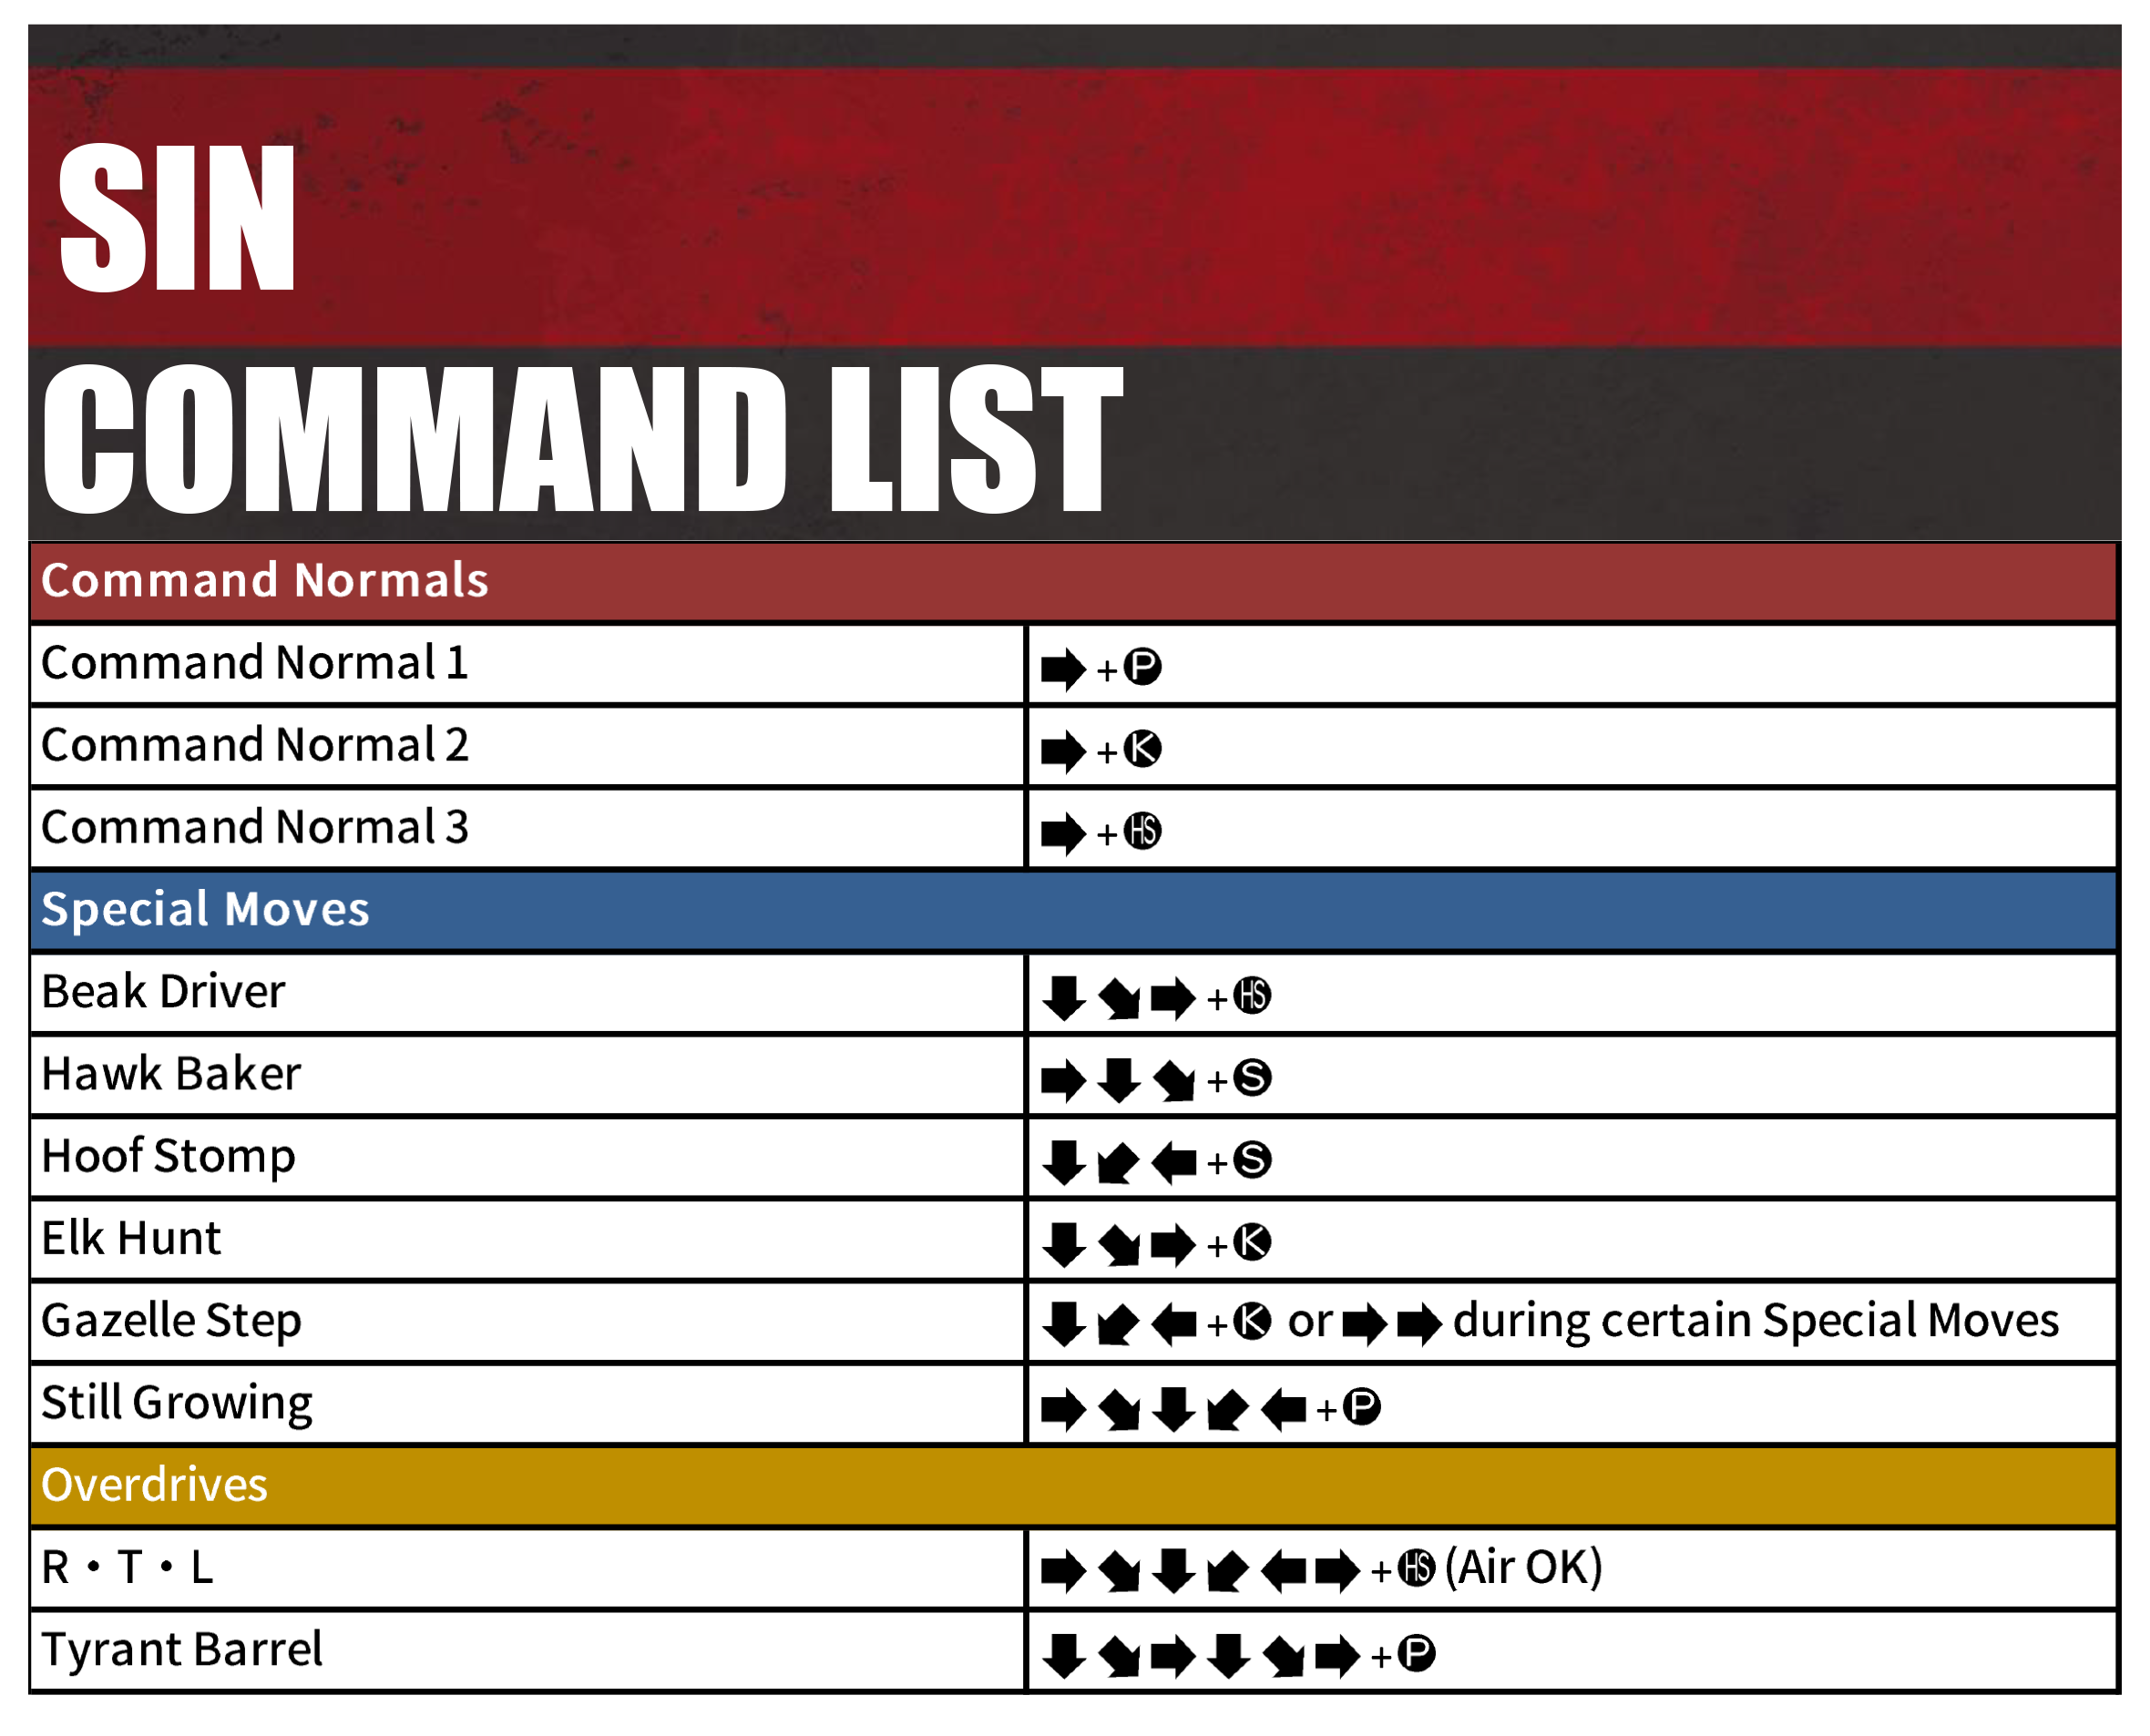 SIN
COMMAND LIST
Command Normals
Command Normal 1 ➡+Ⓟ
Command Normal 2 ➡+Ⓚ
Command Normal 3 ➡+HS
Special Moves
Beak Driver ⬇⬊➡+HS
Hawk Baker ➡⬇⬊+Ⓢ
Hoof Stomp ⬇⬋⬅+Ⓢ
Elk Hunt ⬇⬊➡+Ⓚ
Gazelle Step ⬇⬋⬅+Ⓚ or ➡➡ during certain Special Moves
Still Growing ➡⬊⬇⬋⬅+Ⓟ
Overdrives
R・T・L ➡⬊⬇⬋⬅➡+HS (Air OK)
Tyrant Barrel ⬇⬊➡⬇⬊➡+Ⓟ